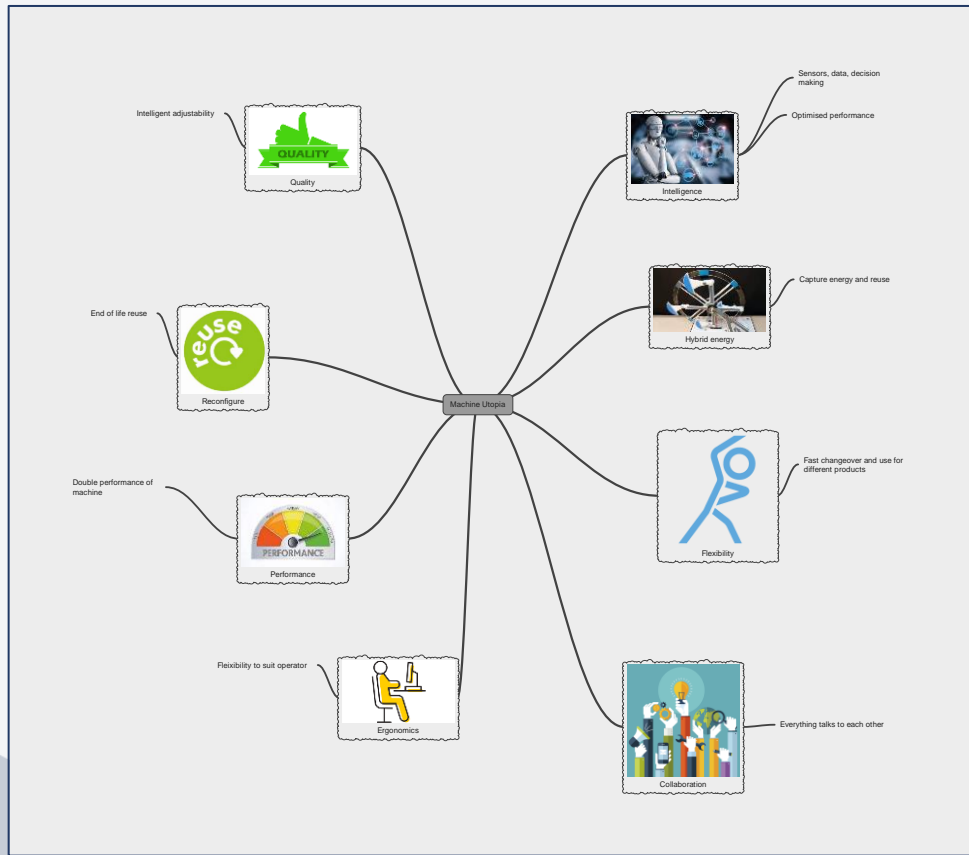 Sensors, data, decision
making
Optimised performance
Intelligent adjustability
QUALITY
Quality
Intelligence
Capture energy and reuse
Hybrid energy
End of life reuse
reuse
Reconfigure
Machine Utopia
Fast changeover and use for
different products
Flexibility
Double performance of
machine
PERFORMANCE
Performance
Fleixibility to suit operator
Ergonomics
Everything talks to each other
Collaboration